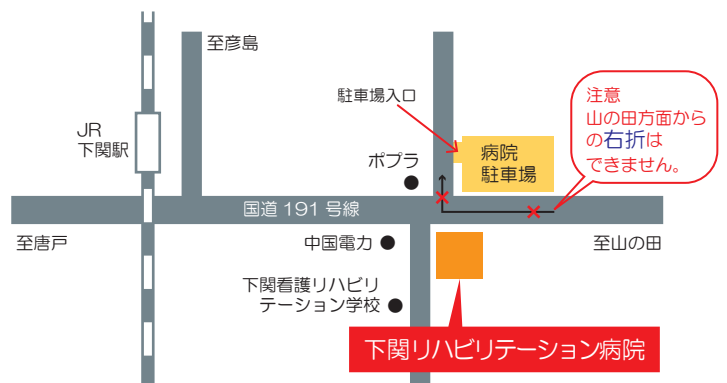 至彦島
駐車場入口
注意
山の田方面から
の右折は
できません。
JR
下関駅
ポプラ
病院
駐車場
国道 191 号線
至唐戸
中国電力
至山の田
下関看護リハビリ
テーション学校
下関リハビリテーション病院